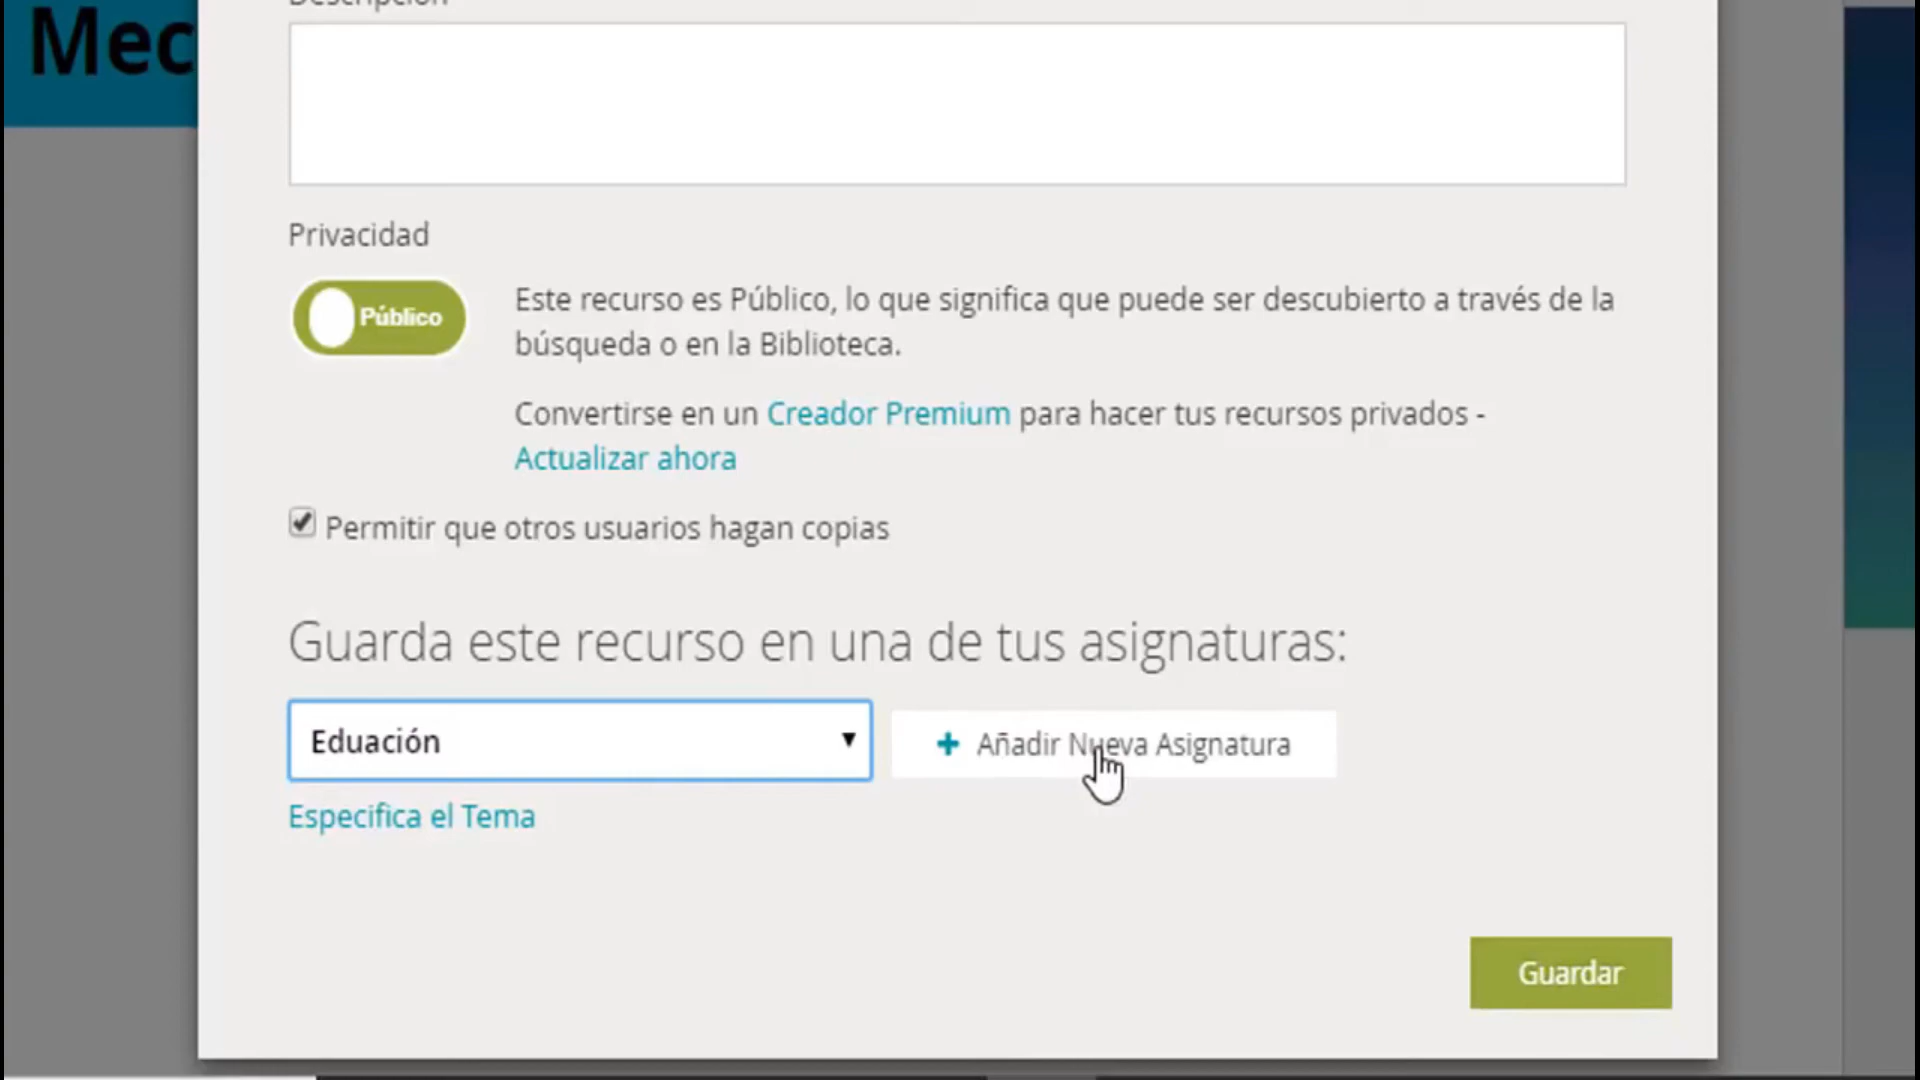 Mec
Descripción
Privacidad
Público
Este recurso es Público, lo que significa que puede ser descubierto a través de la
búsqueda o en la Biblioteca.
Convertirse en un Creador Premium para hacer tus recursos privados -
Actualizar ahora
Permitir que otros usuarios hagan copias
Guarda este recurso en una de tus asignaturas:
Eduación
+ Añadir Nueva Asignatura
Especifica el Tema
Guardar